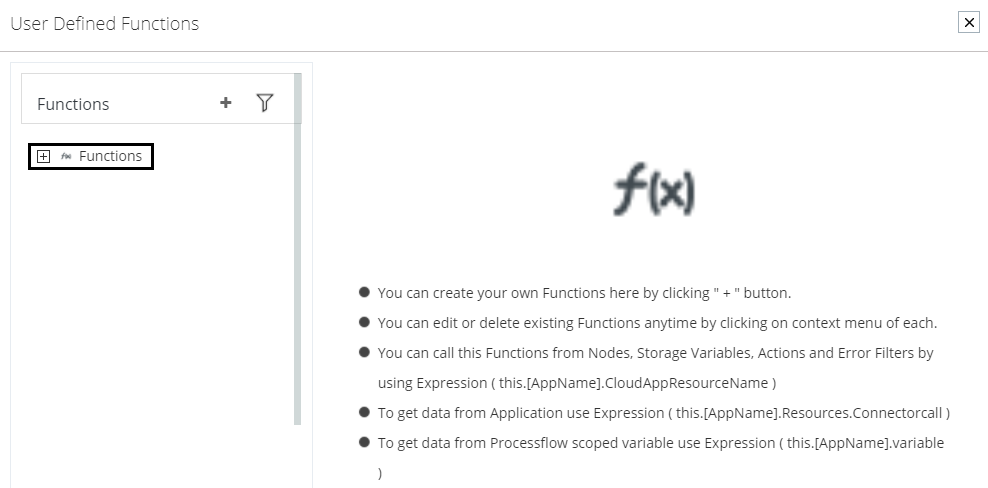 User Defined Functions
Functions
Functions
f(x)
You can create your own Functions here by clicking " + " button.
You can edit or delete existing Functions anytime by clicking on context menu of each.
You can call this Functions from Nodes, Storage Variables, Actions and Error Filters by
using Expression ( this.[AppName].CloudAppResourceName )
To get data from Application use Expression ( this.[AppName].Resources.Connectorcall )
To get data from Processflow scoped variable use Expression ( this.[AppName].variable
)